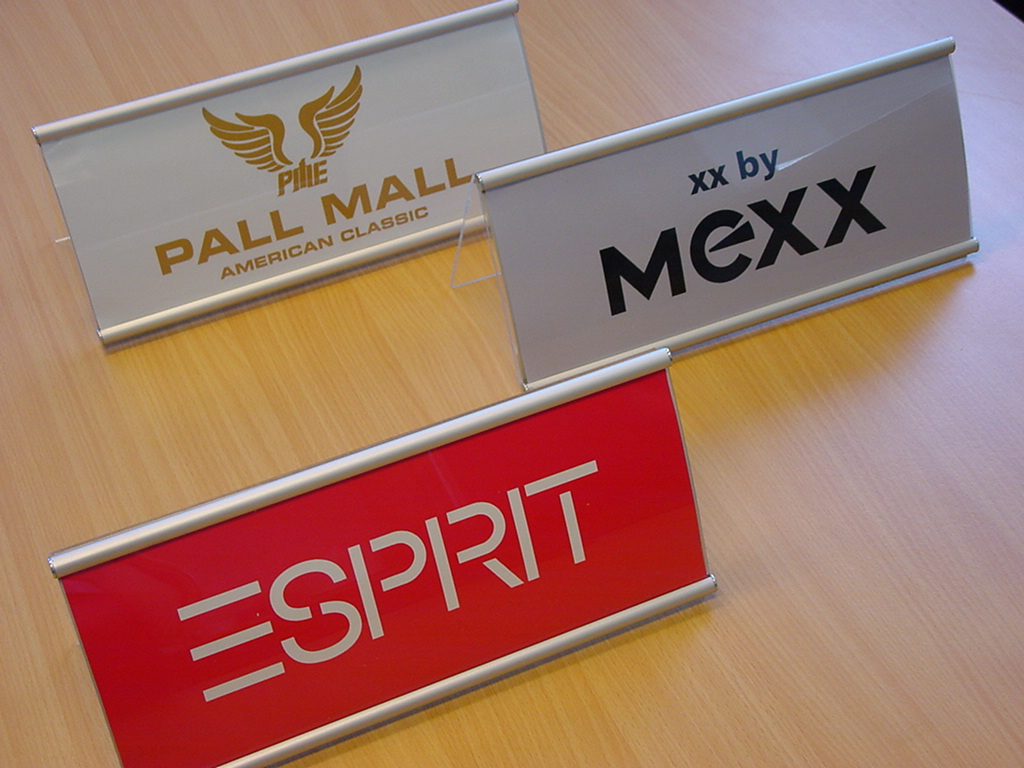 PME
PALL MALL
AMERICAN CLASSIC
xx by
MEXX
ESPRIT